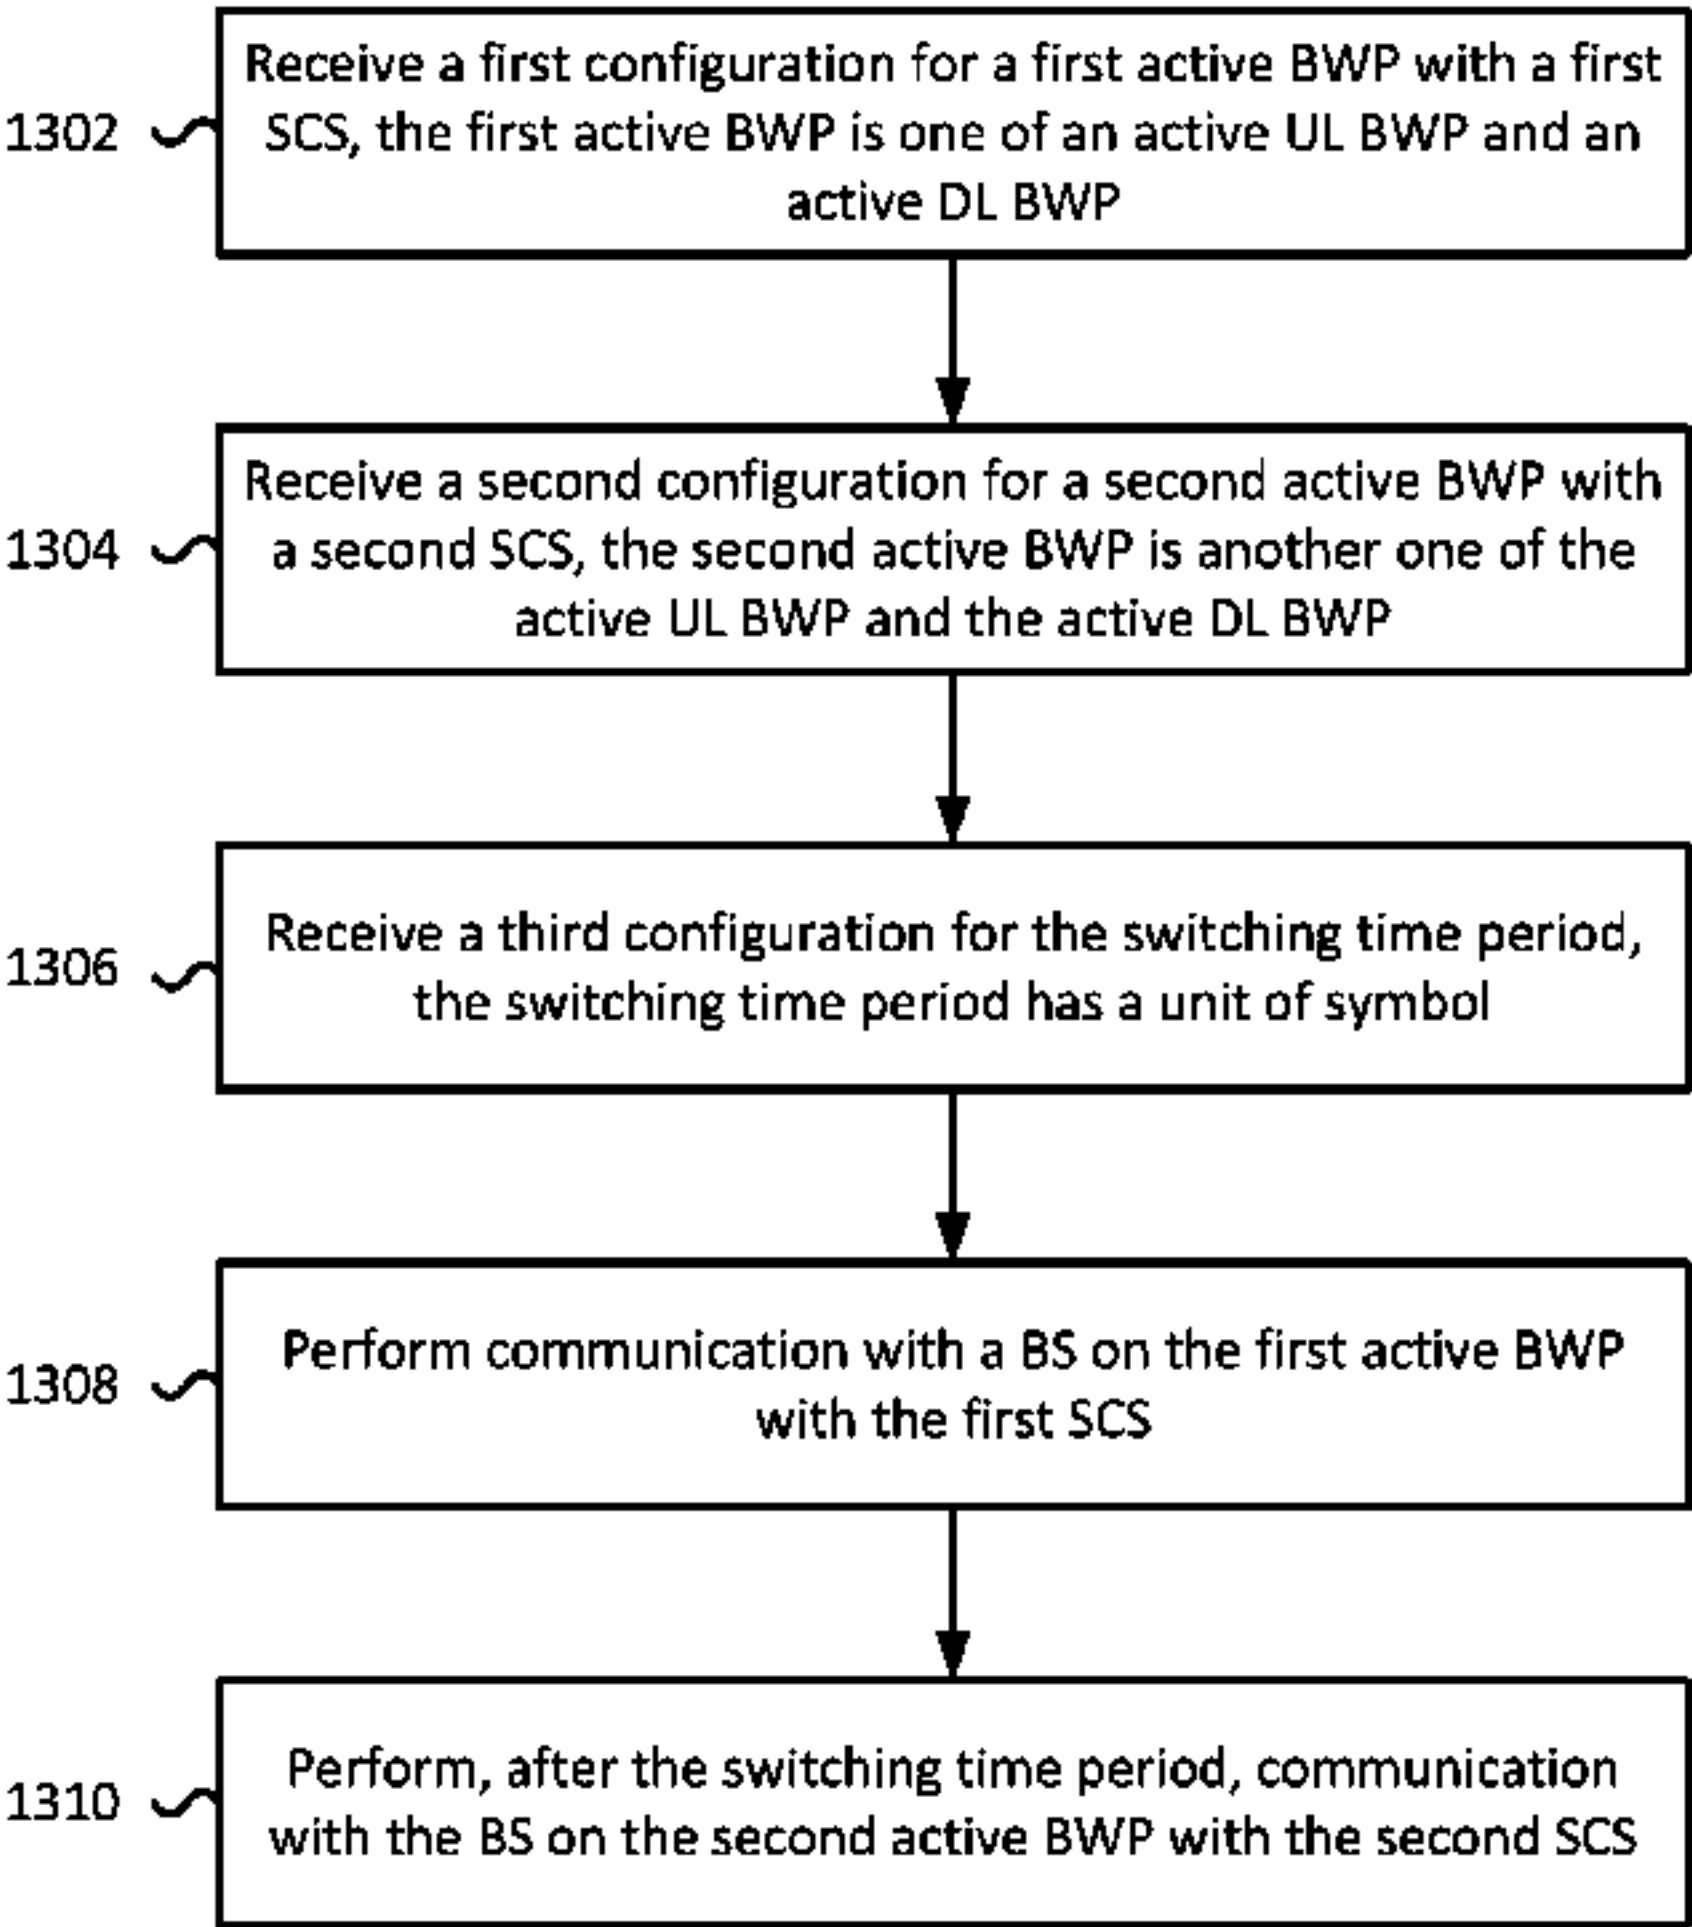 Receive a first configuration for a first active BWP with a first
1302
SCS, the first active BWP is one of an active UL BWP and an
active DL BWP
Receive a second configuration for a second active BWP with
1304
a second SCS, the second active BWP is another one of the
active UL BWP and the active DL BWP
Receive a third configuration for the switching time period,
1306
the switching time period has a unit of symbol
Perform communication with a BS on the first active BWP
1308
with the first SCS
Perform, after the switching time period, communication
1310
with the BS on the second active BWP with the second SCS